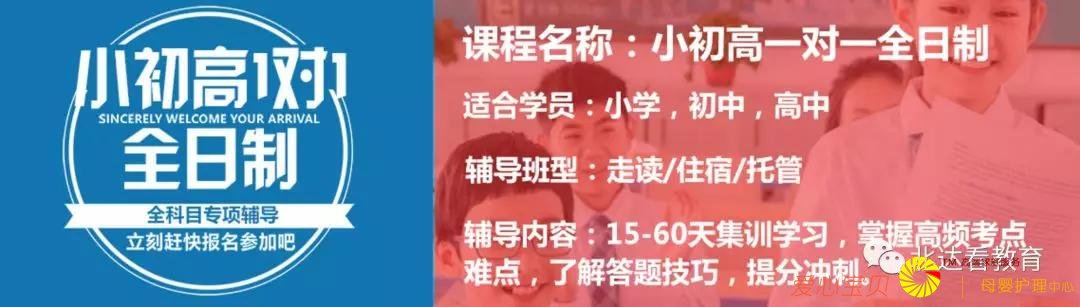 小初高1对1
SINCERELY WELCOME YOUR ARRIVAL
全日制
全科目专项辅导
立刻赶快报名参加吧
课程名称：小初高一对一全日制
适合学员：小学，初中，高中
辅导班型：走读/住宿/托管
辅导内容：15-60天集训学习，掌握高频考点
难点，了解答题技巧，提分冲刺。
北达看教育
爱心宝贝
母婴护理中心